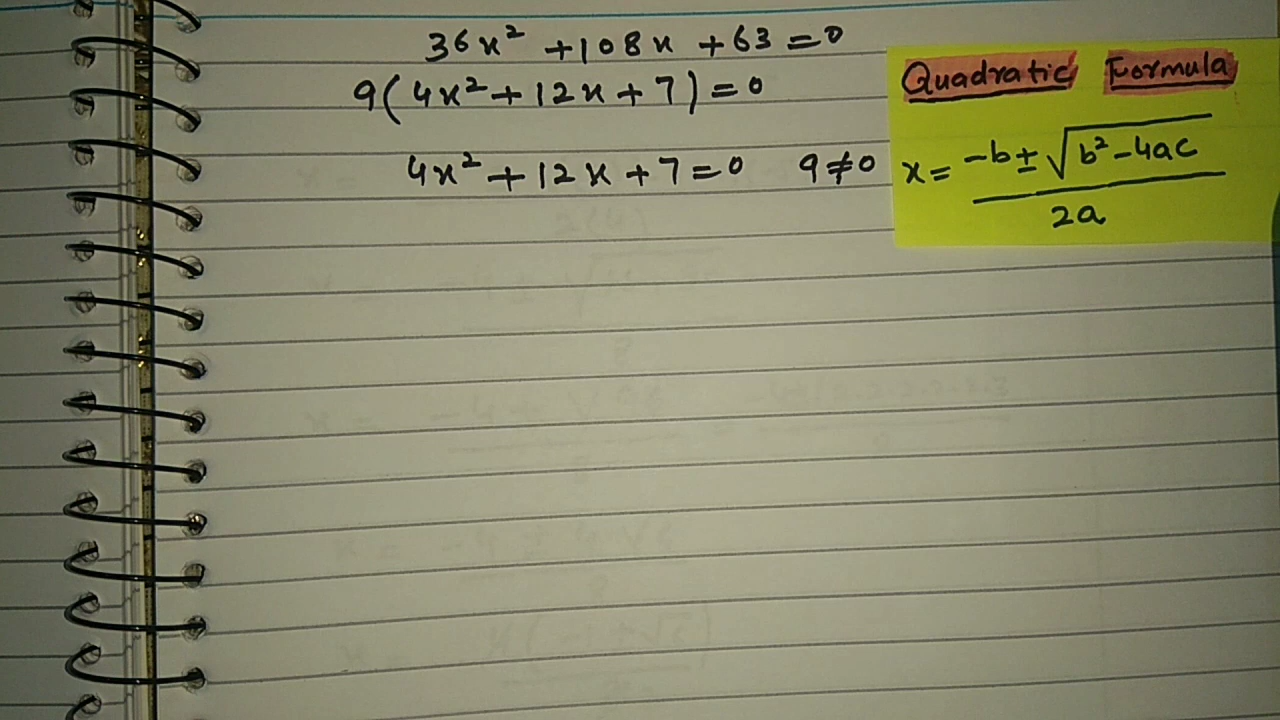 36x² +108x +63 =0
9(4x²+12x+7)=0
4x²+12x+7=0 9≠0
Quadratic Formula
x= -b±√b²-4ac
2a